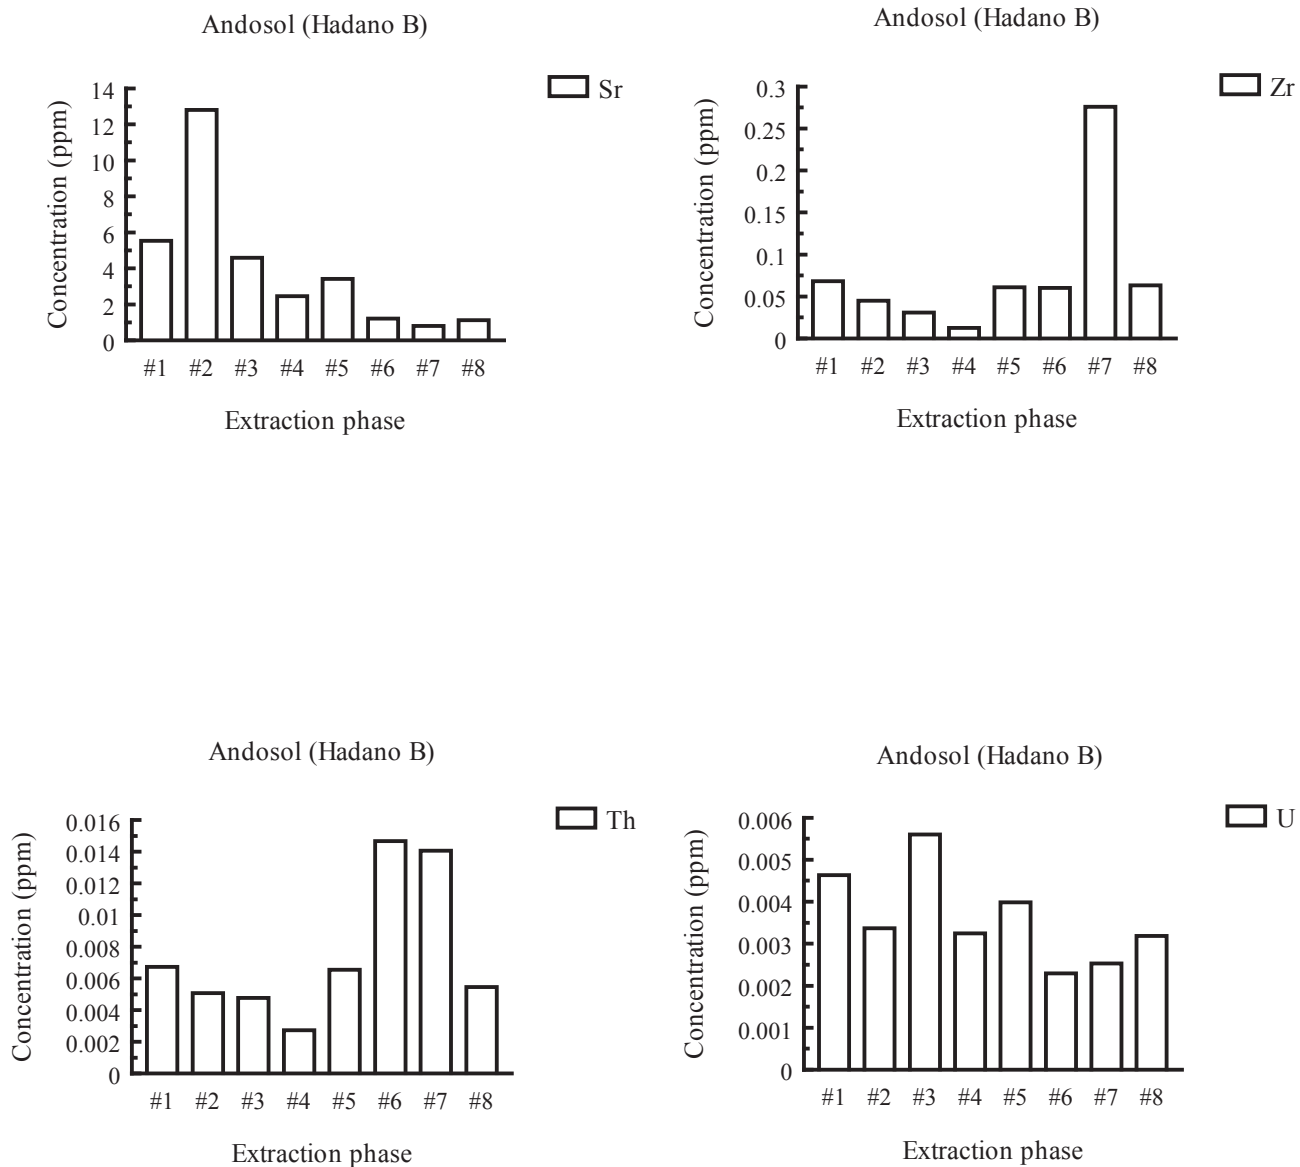 Andosol (Hadano B)
Sr
Concentration (ppm)
14
12
10
8
6
4
2
0
#1 #2 #3 #4 #5 #6 #7 #8
Extraction phase
Andosol (Hadano B)
Zr
Concentration (ppm)
0.3
0.25
0.2
0.15
0.1
0.05
0
#1 #2 #3 #4 #5 #6 #7 #8
Extraction phase
Andosol (Hadano B)
Th
Concentration (ppm)
0.016
0.014
0.012
0.01
0.008
0.006
0.004
0.002
0
#1 #2 #3 #4 #5 #6 #7 #8
Extraction phase
Andosol (Hadano B)
U
Concentration (ppm)
0.006
0.005
0.004
0.003
0.002
0.001
0
#1 #2 #3 #4 #5 #6 #7 #8
Extraction phase